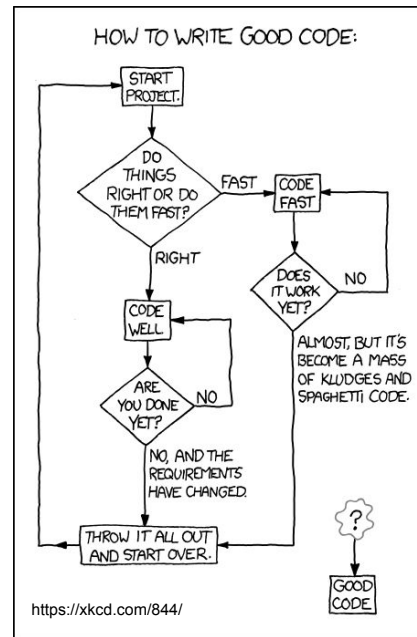 HOW TO WRITE GOOD CODE:
START
PROJECT.
DO
THINGS
RIGHT OR DO
THEM FAST?
FAST
CODE
FAST
RIGHT
DOES
IT WORK
YET?
NO
CODE
WELL
ALMOST, BUT IT'S
BECOME A MASS
OF KLUDGES AND
SPAGHETTI CODE.
ARE
YOU DONE
YET?
NO
NO, AND THE
REQUIREMENTS
HAVE CHANGED.
THROW IT ALL OUT
AND START OVER.
?
GOOD
CODE
https://xkcd.com/844/